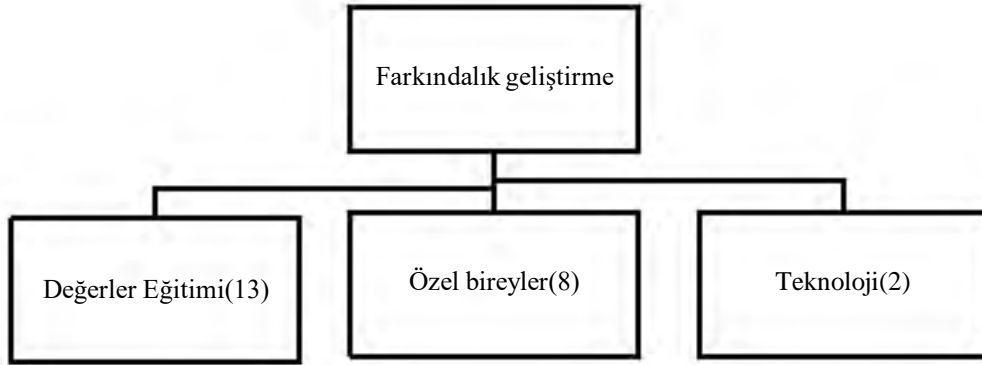 Farkındalık geliştirme
Değerler Eğitimi(13)
Özel bireyler(8)
Teknoloji(2)